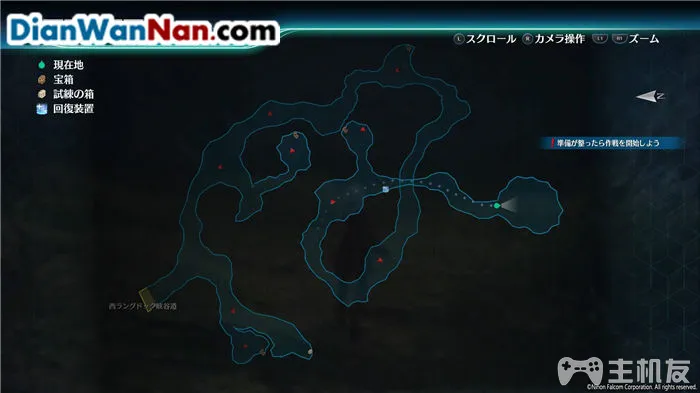 DianWanNan.com
L スクロール R カメラ操作 L1 R1 ズーム
現在地
宝箱
試練の箱
回復装置
N
! 準備が整ったら作戦を開始しよう
西ラングドック峡谷道
主机友
©Nihon Falcom Corporation. All rights reserved.